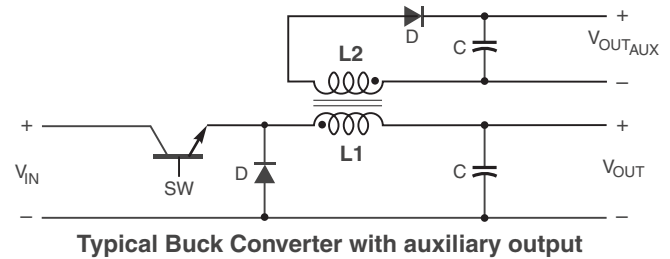 D
+
C
V_OUT_AUX
L2
–
+
+
L1
V_IN
D
C
V_OUT
SW
–
–
Typical Buck Converter with auxiliary output